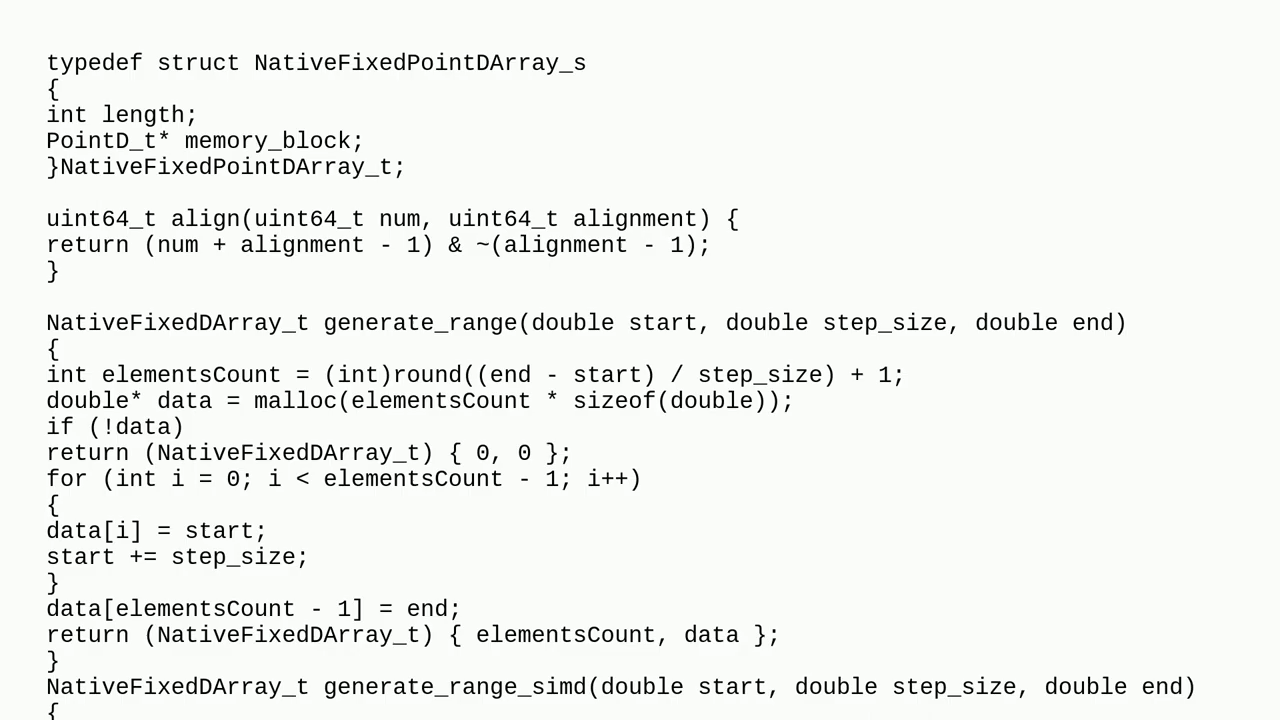 typedef struct NativeFixedPointDArray_s
{
int length;
PointD_t* memory_block;
}NativeFixedPointDArray_t;

uint64_t align(uint64_t num, uint64_t alignment) {
return (num + alignment - 1) & ~(alignment - 1);
}

NativeFixedDArray_t generate_range(double start, double step_size, double end)
{
int elementsCount = (int)round((end - start) / step_size) + 1;
double* data = malloc(elementsCount * sizeof(double));
if (!data)
return (NativeFixedDArray_t) { 0, 0 };
for (int i = 0; i < elementsCount - 1; i++)
{
data[i] = start;
start += step_size;
}
data[elementsCount - 1] = end;
return (NativeFixedDArray_t) { elementsCount, data };
}
NativeFixedDArray_t generate_range_simd(double start, double step_size, double end)
{